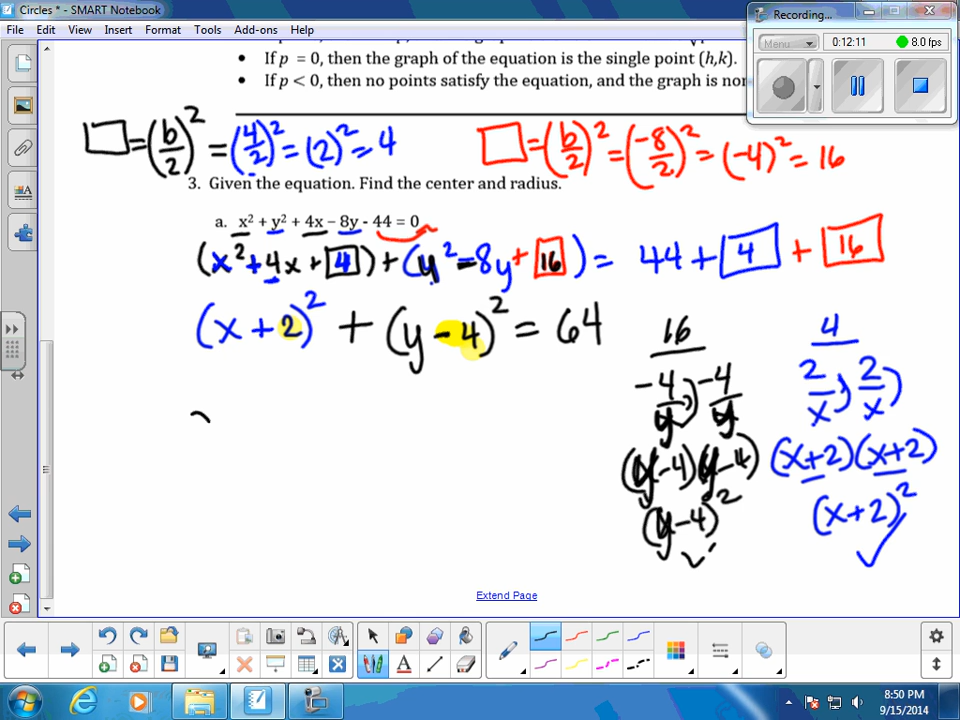 Circles * - SMART Notebook
Recording...
File Edit View Insert Format Tools Add-ons Help
Menu 0:12:11 8.0 fps
• If p = 0, then the graph of the equation is the single point (h,k).
• If p < 0, then no points satisfy the equation, and the graph is non
□ = (b/2)² = (4/2)² = (2)² = 4
□ = (b/2)² = (-8/2)² = (-4)² = 16
3. Given the equation. Find the center and radius.
a. x² + y² + 4x – 8y - 44 = 0
(x² + 4x + 4) + (y² - 8y + 16) = 44 + 4 + 16
(x + 2)² + (y - 4)² = 64
16
-4/y, -4/y
(y-4)(y-4)
(y-4)²
✓
4
2/x, 2/x
(x+2)(x+2)
(x+2)²
✓
Extend Page
8:50 PM
9/15/2014